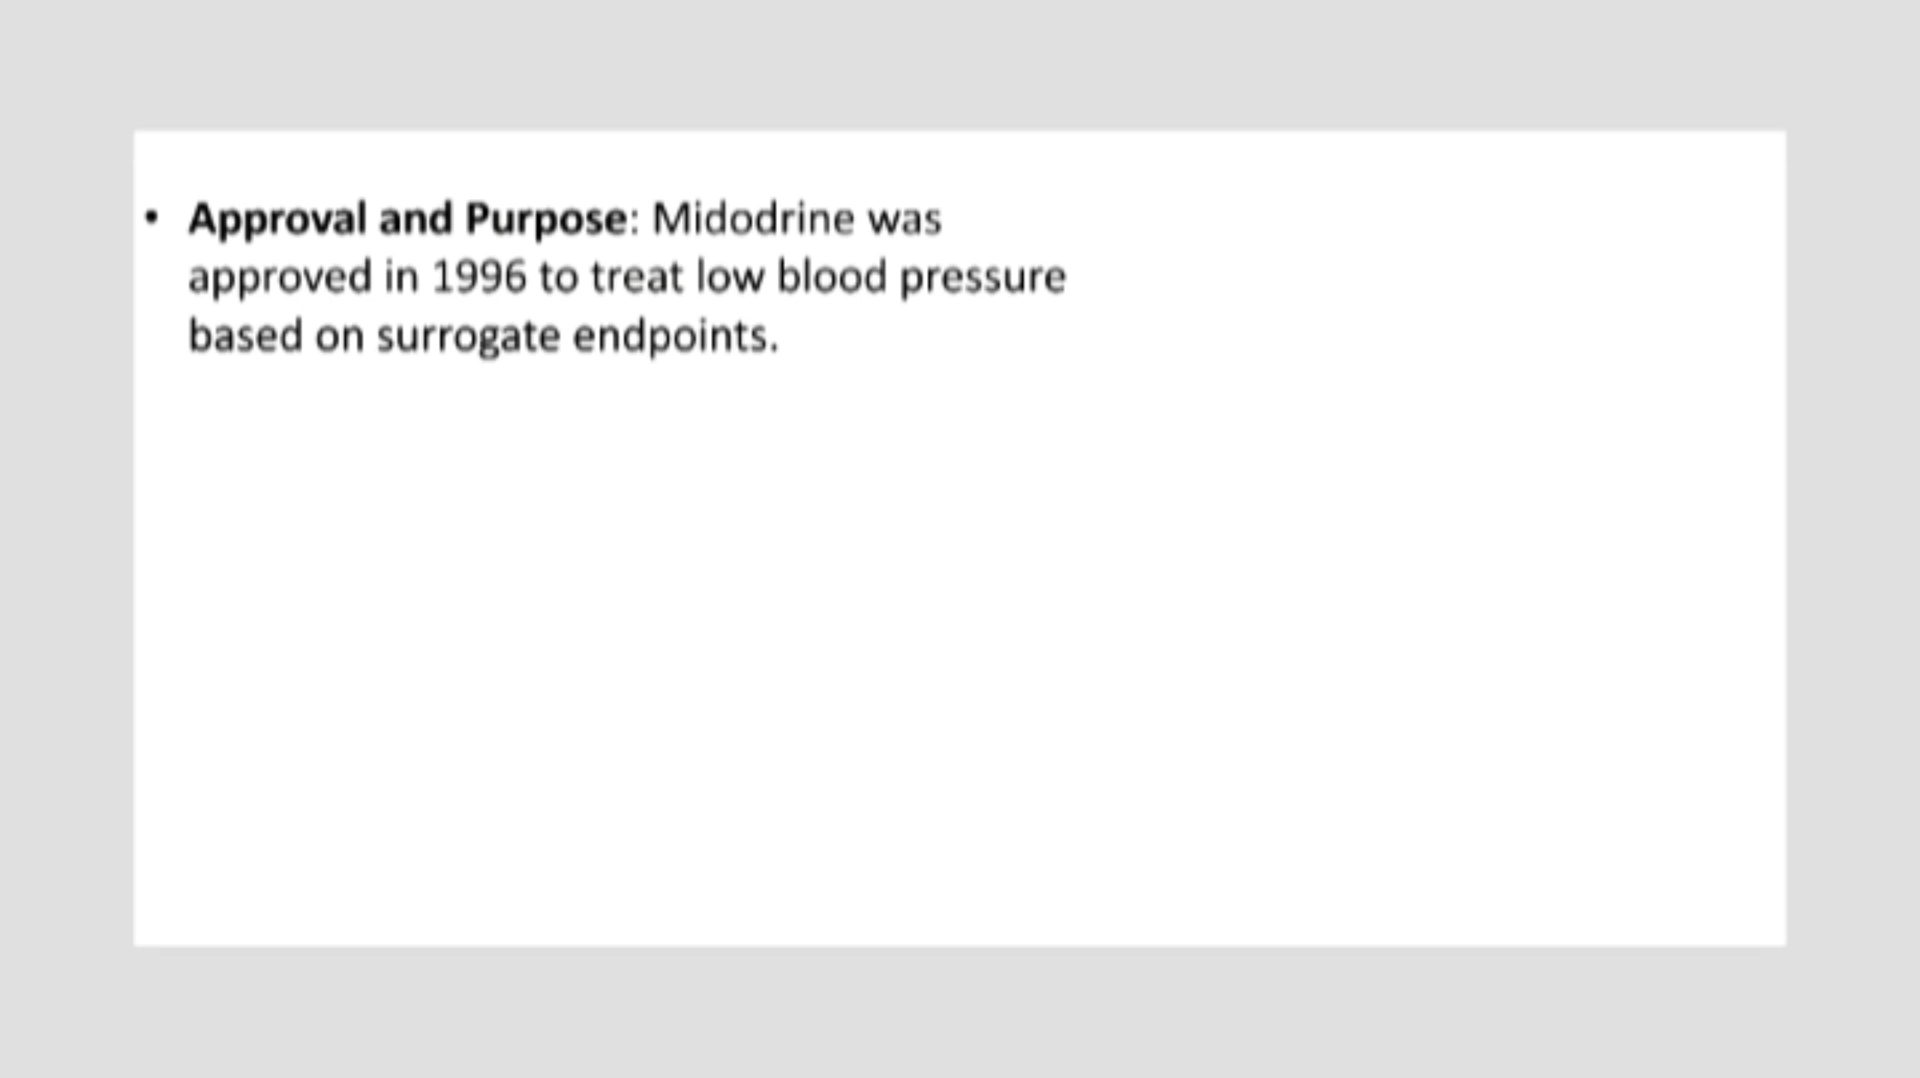 • Approval and Purpose: Midodrine was
approved in 1996 to treat low blood pressure
based on surrogate endpoints.